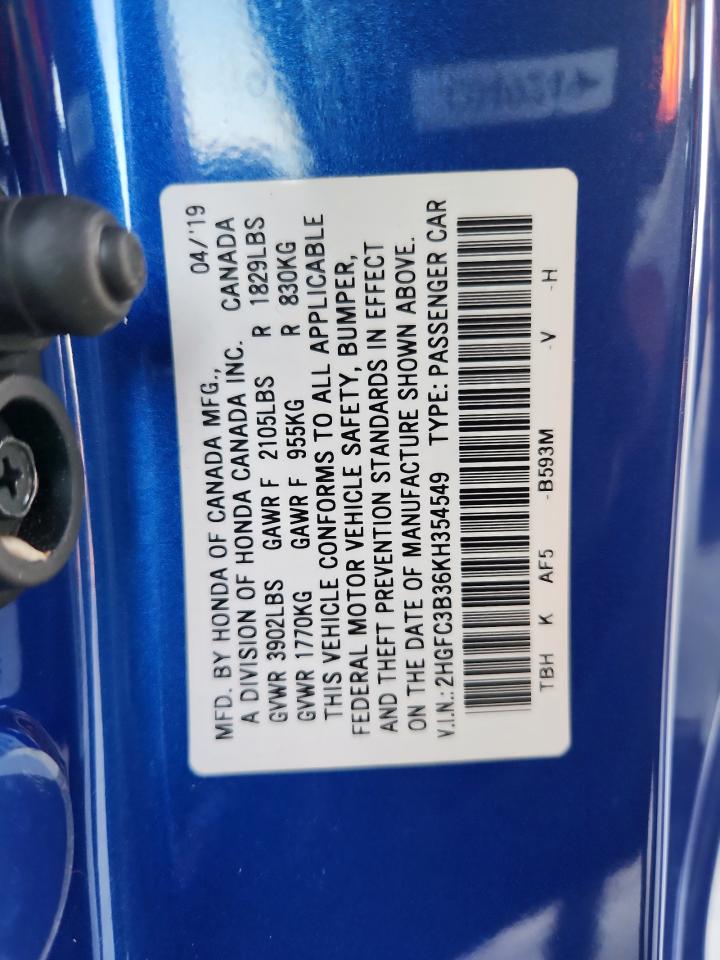 MFD. BY HONDA OF CANADA MFG., 04/'19
A DIVISION OF HONDA CANADA INC. CANADA
GVWR 3902LBS GAWR F 2105LBS R 1829LBS
GVWR 1770KG GAWR F 955KG R 830KG
THIS VEHICLE CONFORMS TO ALL APPLICABLE
FEDERAL MOTOR VEHICLE SAFETY, BUMPER,
AND THEFT PREVENTION STANDARDS IN EFFECT
ON THE DATE OF MANUFACTURE SHOWN ABOVE.
V.I.N.: 2HGFC3B36KH354549 TYPE: PASSENGER CAR
TBH K AF5 -B593M -V -H